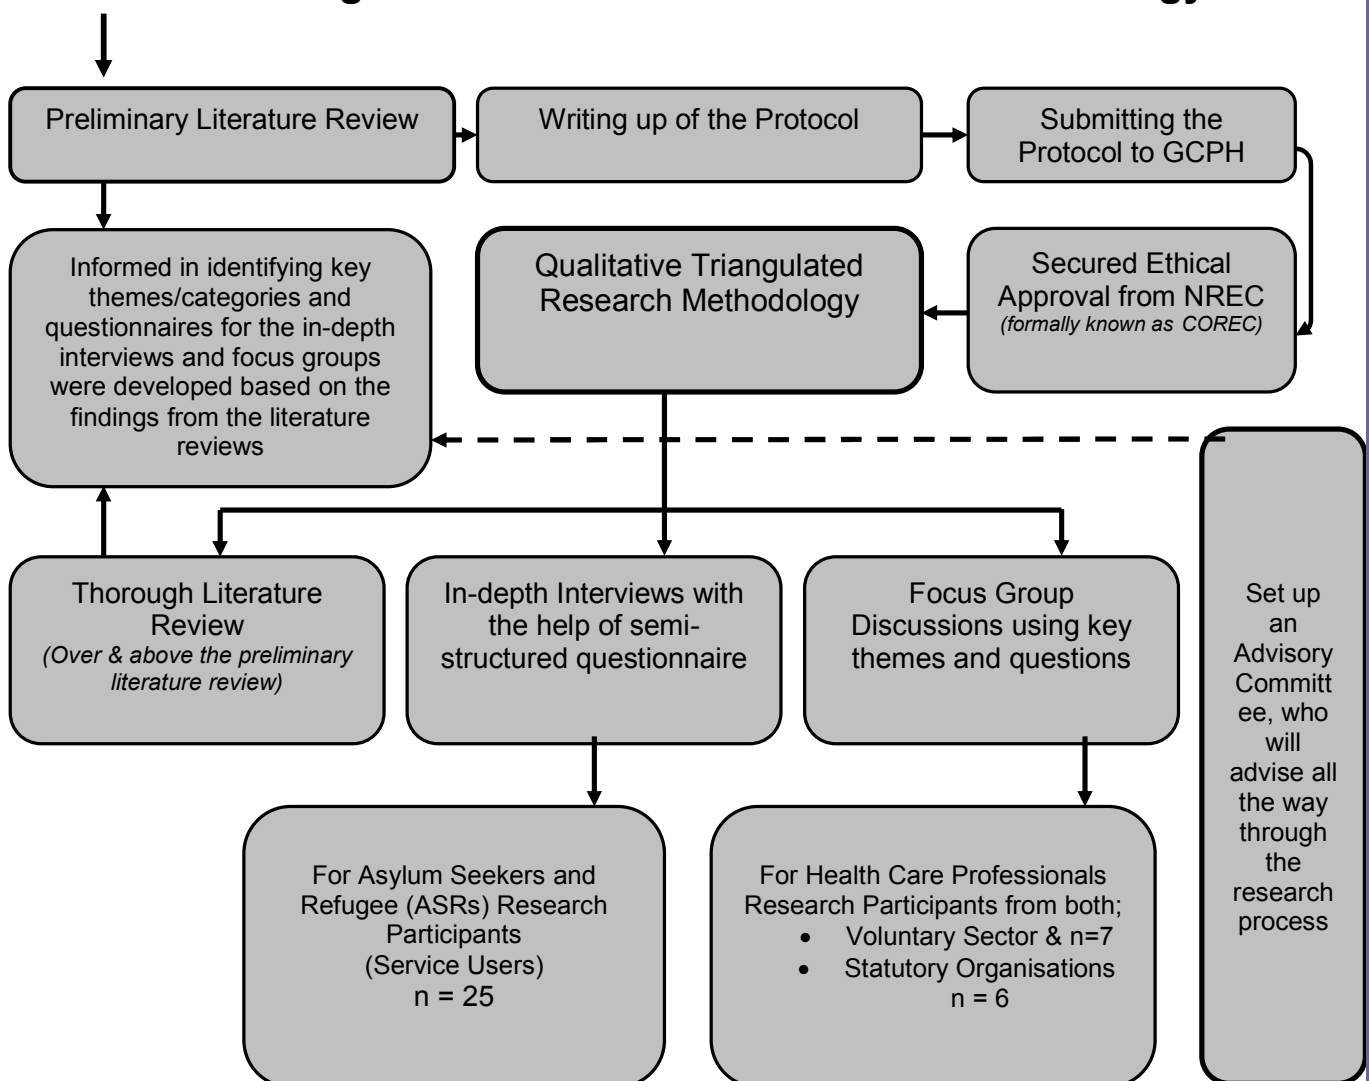 Preliminary Literature Review
Writing up of the Protocol
Submitting the
Protocol to GCPH
Informed in identifying key
themes/categories and
questionnaires for the in-depth
interviews and focus groups
were developed based on the
findings from the literature
reviews
Qualitative Triangulated
Research Methodology
Secured Ethical
Approval from NREC
(formally known as COREC)
Thorough Literature
Review
(Over & above the preliminary
literature review)
In-depth Interviews with
the help of semi-
structured questionnaire
Focus Group
Discussions using key
themes and questions
Set up
an
Advisory
Committ
ee, who
will
advise all
the way
through
the
research
process
For Asylum Seekers and
Refugee (ASRs) Research
Participants
(Service Users)
n = 25
For Health Care Professionals
Research Participants from both;
• Voluntary Sector & n=7
• Statutory Organisations
n = 6